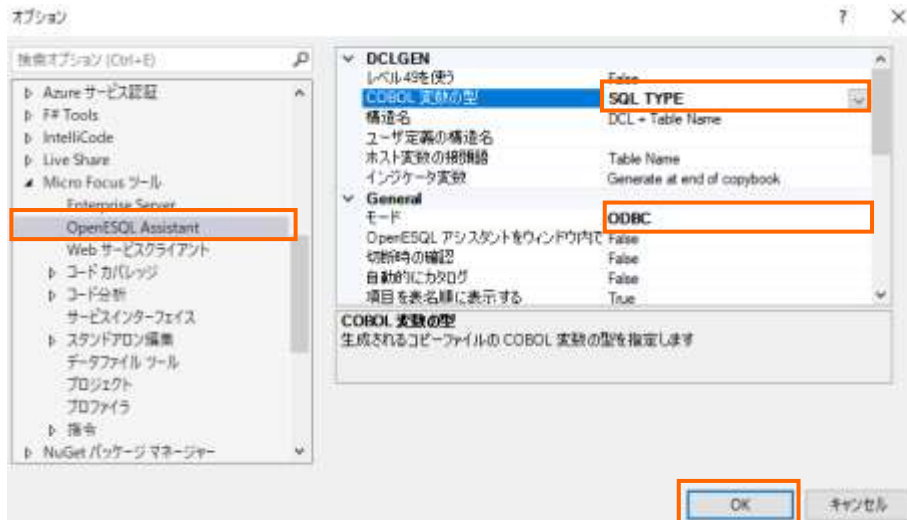 オプション
? ×
検索オプション (Ctrl+E)
Azure サービス認証
F# Tools
IntelliCode
Live Share
Micro Focus ツール
Enterprise Server
OpenESQL Assistant
Web サービスクライアント
コード カバレッジ
コード分析
サービスインターフェイス
スタンドアロン編集
データファイル ツール
プロジェクト
プロファイラ
指令
NuGet パッケージ マネージャー
DCLGEN
レベル49を使う False
COBOL 変数の型 SQL TYPE
構造名 DCL + Table Name
ユーザ定義の構造名
ホスト変数の接頭語 Table Name
インジケータ変数 Generate at end of copybook
General
モード ODBC
OpenESQL アシスタントをウィンドウ内で False
切断時の確認 False
自動的にカタログ False
項目を表名順に表示する True
COBOL 変数の型
生成されるコピーファイルの COBOL 変数の型を指定します
OK キャンセル